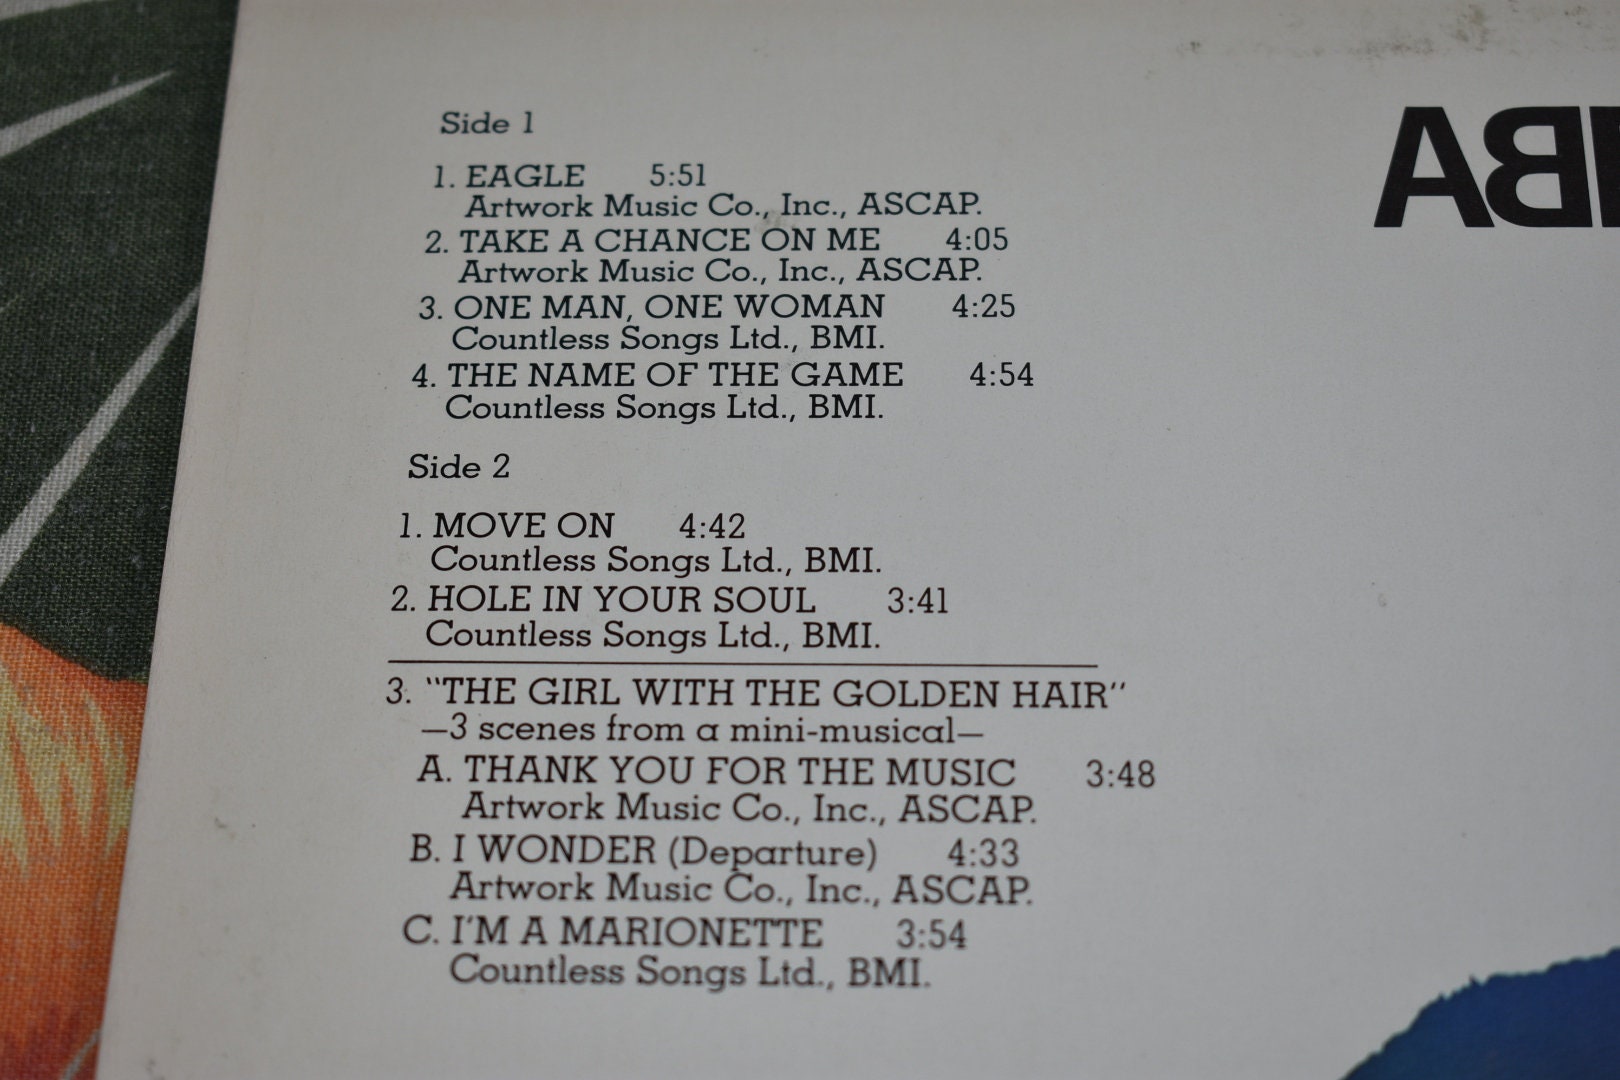 Side 1
1. EAGLE 5:51
Artwork Music Co., Inc., ASCAP.
2. TAKE A CHANCE ON ME 4:05
Artwork Music Co., Inc., ASCAP.
3. ONE MAN, ONE WOMAN 4:25
Countless Songs Ltd., BMI.
4. THE NAME OF THE GAME 4:54
Countless Songs Ltd., BMI.
Side 2
1. MOVE ON 4:42
Countless Songs Ltd., BMI.
2. HOLE IN YOUR SOUL 3:41
Countless Songs Ltd., BMI.
3. "THE GIRL WITH THE GOLDEN HAIR"
—3 scenes from a mini-musical—
A. THANK YOU FOR THE MUSIC 3:48
Artwork Music Co., Inc., ASCAP.
B. I WONDER (Departure) 4:33
Artwork Music Co., Inc., ASCAP.
C. I'M A MARIONETTE 3:54
Countless Songs Ltd., BMI.